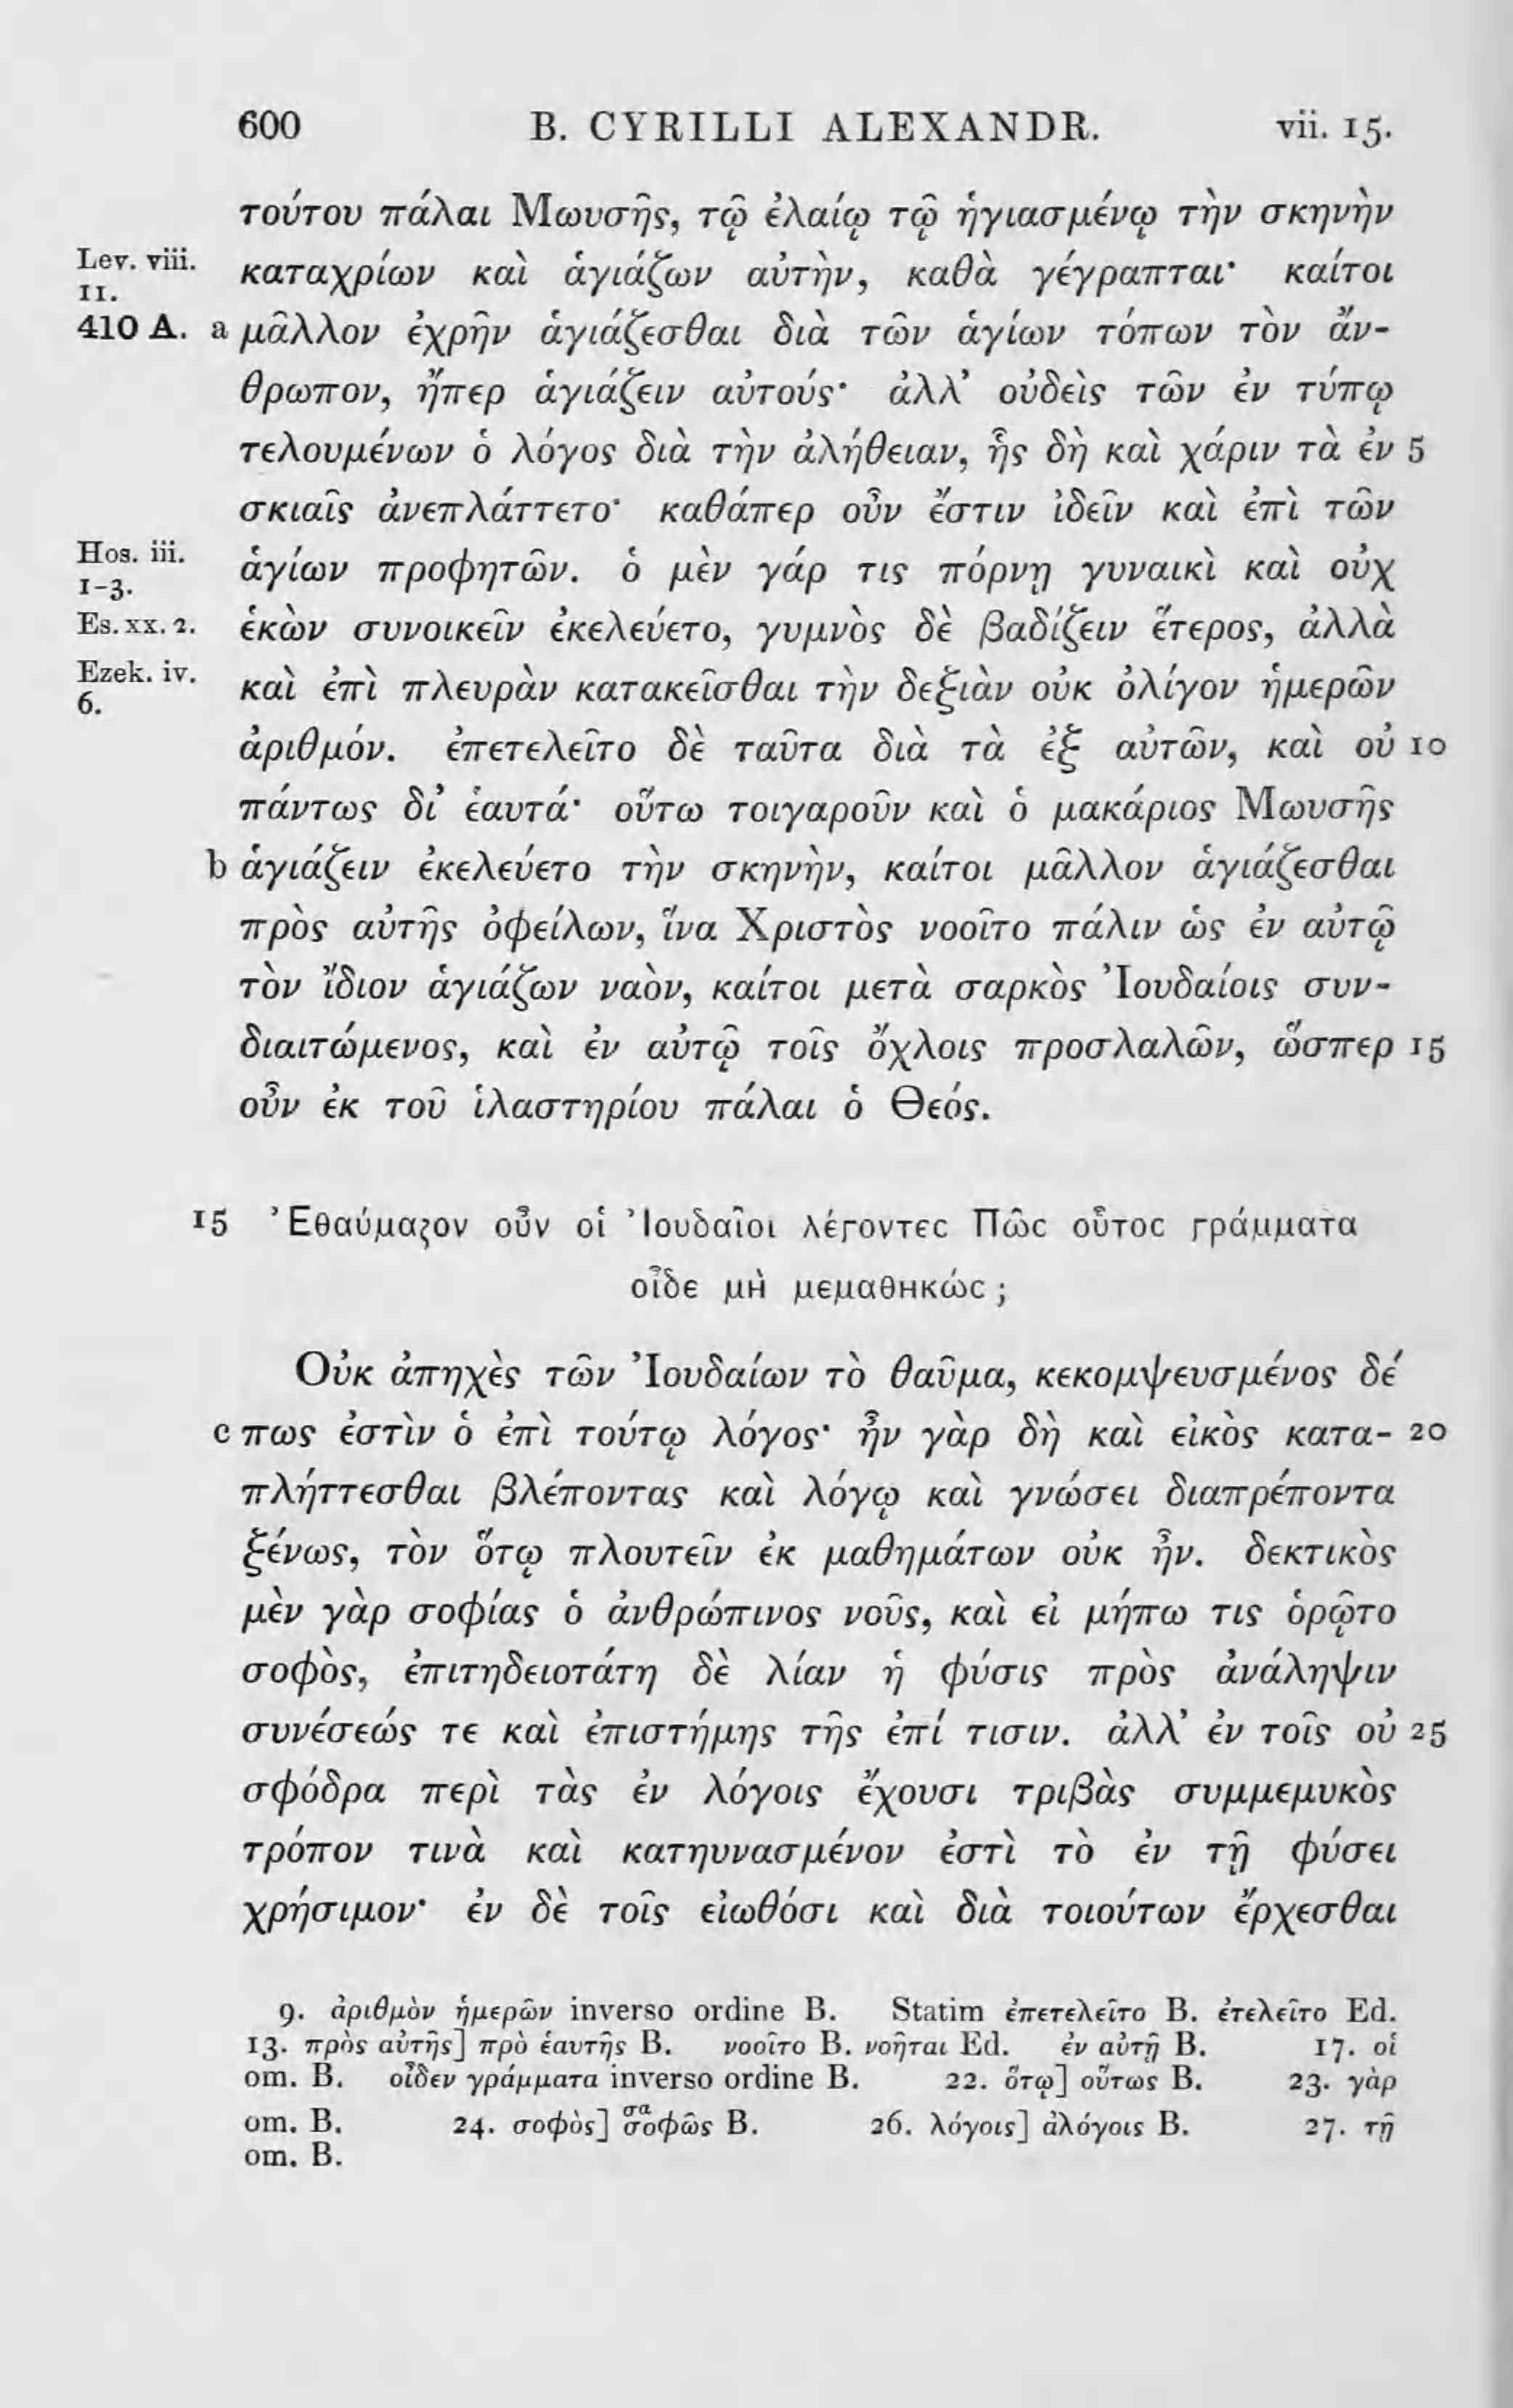 600 B. CYRILLI ALEXANDR. vii. 15.
τούτου πάλαι Μωυσῆς, τῷ ἐλαίῳ τῷ ἡγιασμένῳ τὴν σκηνὴν
Lev. viii. 11. καταχρίων καὶ ἁγιάζων αὐτὴν, καθὰ γέγραπται· καίτοι
410 A. a μᾶλλον ἐχρῆν ἁγιάζεσθαι διὰ τῶν ἁγίων τόπων τὸν ἄν-
θρωπον, ἤπερ ἁγιάζειν αὐτούς· ἀλλ’ οὐδεὶς τῶν ἐν τύπῳ
τελουμένων ὁ λόγος διὰ τὴν ἀλήθειαν, ἧς δὴ καὶ χάριν τὰ ἐν 5
σκιαῖς ἀνεπλάττετο· καθάπερ οὖν ἔστιν ἰδεῖν καὶ ἐπὶ τῶν
Hos. iii. 1-3. ἁγίων προφητῶν. ὁ μὲν γάρ τις πόρνῃ γυναικὶ καὶ οὐχ
Es. xx. 2. ἑκὼν συνοικεῖν ἐκελεύετο, γυμνὸς δὲ βαδίζειν ἕτερος, ἀλλὰ
Ezek. iv. 6. καὶ ἐπὶ πλευρὰν κατακεῖσθαι τὴν δεξιὰν οὐκ ὀλίγον ἡμερῶν
ἀριθμόν. ἐπετελεῖτο δὲ ταῦτα διὰ τὰ ἐξ αὐτῶν, καὶ οὐ 10
πάντως δι’ ἑαυτά· οὕτω τοιγαροῦν καὶ ὁ μακάριος Μωυσῆς
b ἁγιάζειν ἐκελεύετο τὴν σκηνὴν, καίτοι μᾶλλον ἁγιάζεσθαι
πρὸς αὐτῆς ὀφείλων, ἵνα Χριστὸς νοοῖτο πάλιν ὡς ἐν αὐτῷ
τὸν ἴδιον ἁγιάζων ναὸν, καίτοι μετὰ σαρκὸς Ἰουδαίοις συν-
διαιτώμενος, καὶ ἐν αὐτῷ τοῖς ὄχλοις προσλαλῶν, ὥσπερ 15
οὖν ἐκ τοῦ ἱλαστηρίου πάλαι ὁ Θεός.
15 Ἐθαύμαζον οὖν οἱ Ἰουδαῖοι λέγοντες Πῶς οὗτος γράμματα
οἶδε μὴ μεμαθηκώς;
Οὐκ ἀπηχὲς τῶν Ἰουδαίων τὸ θαῦμα, κεκομψευσμένος δέ
c πως ἐστὶν ὁ ἐπὶ τούτῳ λόγος· ἦν γὰρ δὴ καὶ εἰκὸς κατα- 20
πλήττεσθαι βλέποντας καὶ λόγῳ καὶ γνώσει διαπρέποντα
ξένως, τὸν ὅτῳ πλουτεῖν ἐκ μαθημάτων οὐκ ἦν. δεκτικὸς
μὲν γὰρ σοφίας ὁ ἀνθρώπινος νοῦς, καὶ εἰ μήπω τις ὁρῷτο
σοφὸς, ἐπιτηδειοτάτη δὲ λίαν ἡ φύσις πρὸς ἀνάληψιν
συνέσεώς τε καὶ ἐπιστήμης τῆς ἐπί τισιν. ἀλλ’ ἐν τοῖς οὐ 25
σφόδρα περὶ τὰς ἐν λόγοις ἔχουσι τριβὰς συμμεμυκὸς
τρόπον τινὰ καὶ κατηυνασμένον ἐστὶ τὸ ἐν τῇ φύσει
χρήσιμον· ἐν δὲ τοῖς εἰωθόσι καὶ διὰ τοιούτων ἔρχεσθαι
9. ἀριθμὸν ἡμερῶν inverso ordine B. Statim ἐπετελεῖτο B. ἐτελεῖτο Ed.
13. πρὸς αὐτῆς] πρὸ ἑαυτῆς B. νοοῖτο B. νοῆται Ed. ἐν αὐτῇ B. 17. οἱ
om. B. οἶδεν γράμματα inverso ordine B. 22. ὅτῳ] οὕτως B. 23. γὰρ
om. B. 24. σοφὸς] σασοφῶς B. 26. λόγοις] ἀλόγοις B. 27. τῇ
om. B.